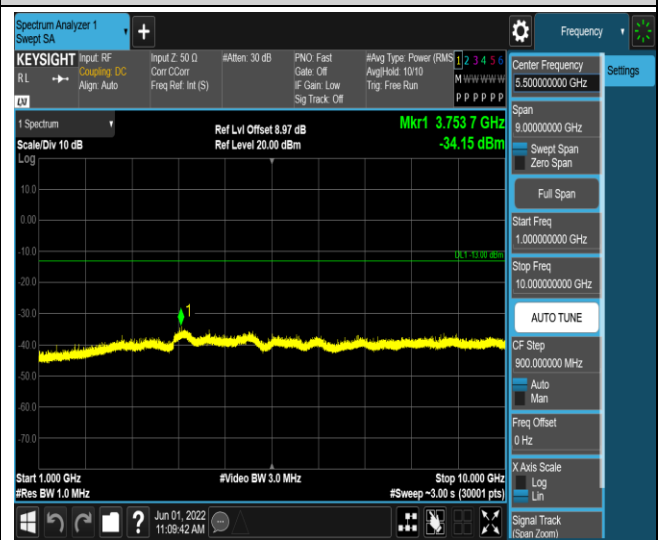 Spectrum Analyzer 1
Swept SA
Frequency
KEYSIGHT
RL
Input: RF
Coupling: DC
Align: Auto
Input Z: 50 Ω
Corr CCorr
Freq Ref: Int (S)
#Atten: 30 dB
PNO: Fast
Gate: Off
IF Gain: Low
Sig Track: Off
#Avg Type: Power (RMS
Avg|Hold: 10/10
Trig: Free Run
1 2 3 4 5 6
M W W W W W
P P P P P P
1 Spectrum
Scale/Div 10 dB
Log
Ref Lvl Offset 8.97 dB
Ref Level 20.00 dBm
Mkr1 3.753 7 GHz
-34.15 dBm
10.0
0.00
-10.0
-20.0
-30.0
-40.0
-50.0
-60.0
-70.0
DL1 -13.00 dBm
1
Start 1.000 GHz
#Res BW 1.0 MHz
#Video BW 3.0 MHz
Stop 10.000 GHz
#Sweep ~3.00 s (30001 pts)
Jun 01, 2022
11:09:42 AM
Center Frequency
5.500000000 GHz
Span
9.00000000 GHz
Swept Span
Zero Span
Full Span
Start Freq
1.000000000 GHz
Stop Freq
10.000000000 GHz
AUTO TUNE
CF Step
900.000000 MHz
Auto
Man
Freq Offset
0 Hz
X Axis Scale
Log
Lin
Signal Track
(Span Zoom)
Settings